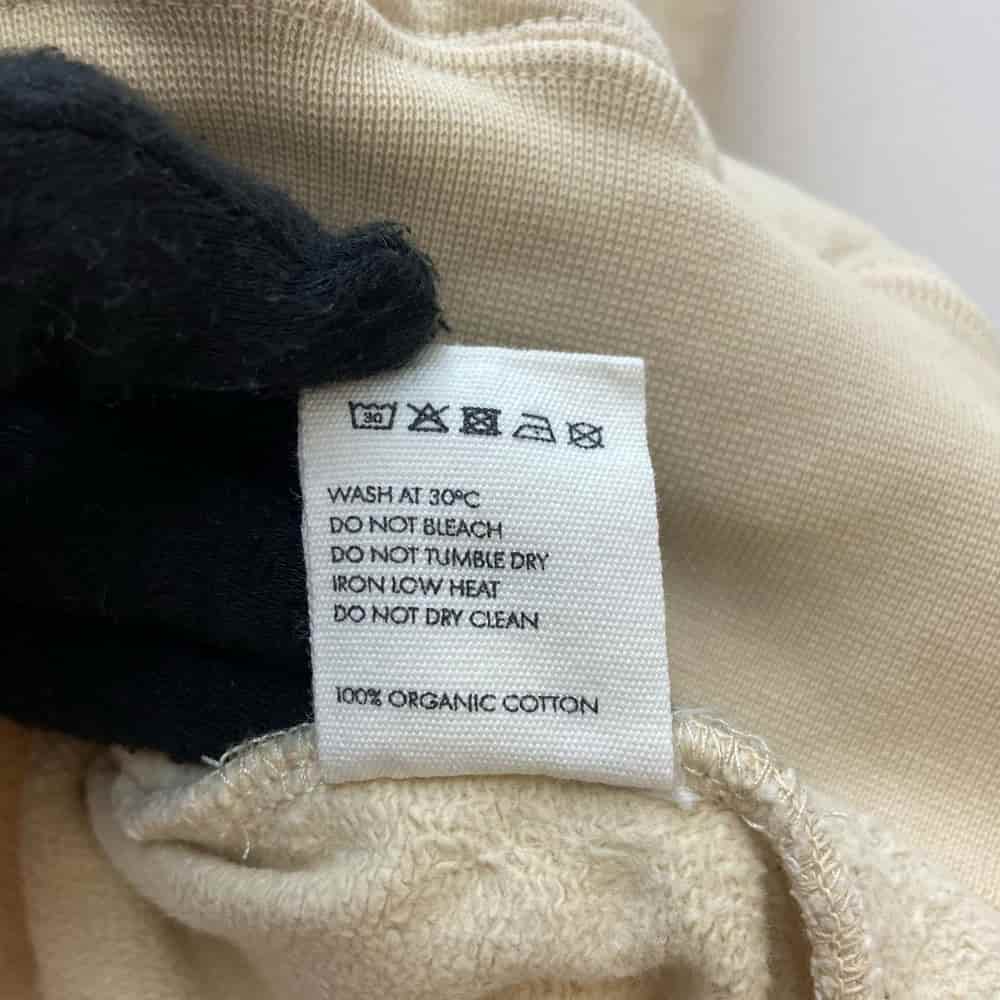 30
WASH AT 30°C
DO NOT BLEACH
DO NOT TUMBLE DRY
IRON LOW HEAT
DO NOT DRY CLEAN
100% ORGANIC COTTON